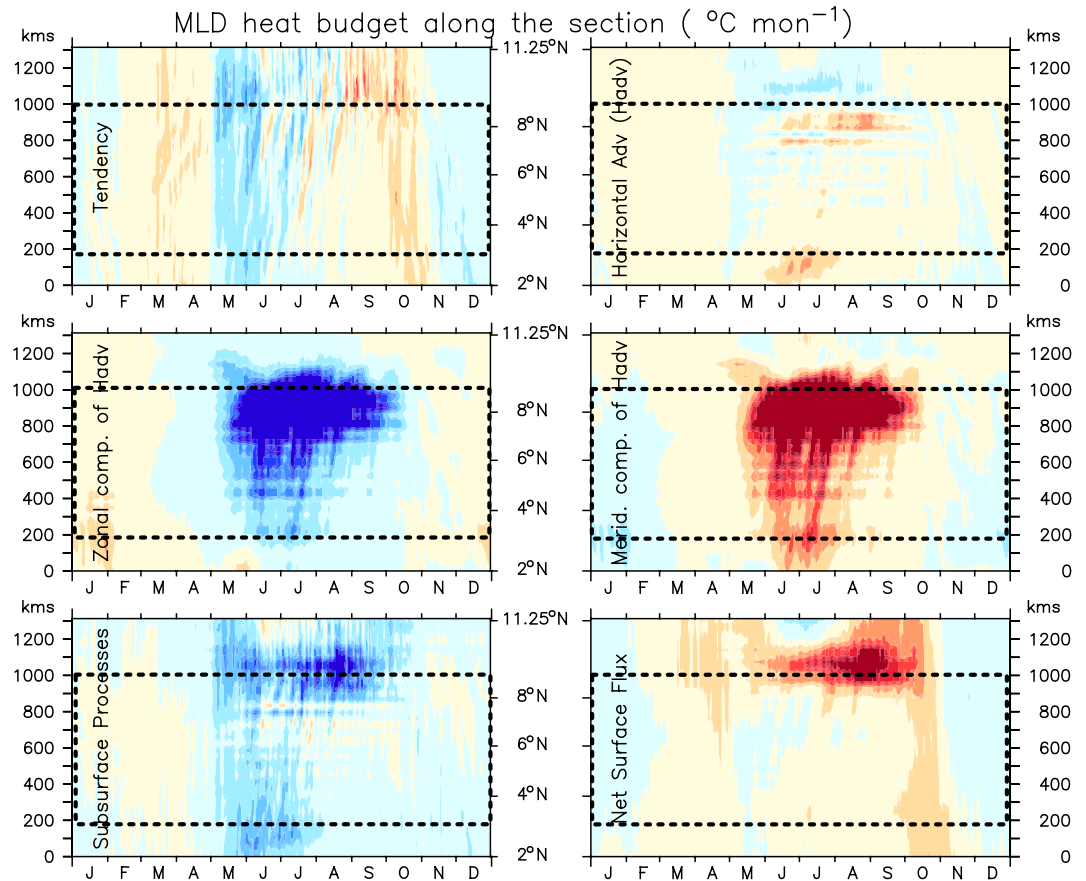 MLD heat budget along the section ( °C mon⁻¹)
kms
1200
1000
800
600
400
200
0
Tendency
11.25°N
8°N
6°N
4°N
2°N
J F M A M J J A S O N D
kms
1200
1000
800
600
400
200
0
Horizontal Adv (Hadv)
J F M A M J J A S O N D
kms
1200
1000
800
600
400
200
0
Zonal comp. of Hadv
11.25°N
8°N
6°N
4°N
2°N
J F M A M J J A S O N D
kms
1200
1000
800
600
400
200
0
Merid. comp. of Hadv
J F M A M J J A S O N D
kms
1200
1000
800
600
400
200
0
Subsurface Processes
11.25°N
8°N
6°N
4°N
2°N
J F M A M J J A S O N D
kms
1200
1000
800
600
400
200
0
Net Surface Flux
J F M A M J J A S O N D